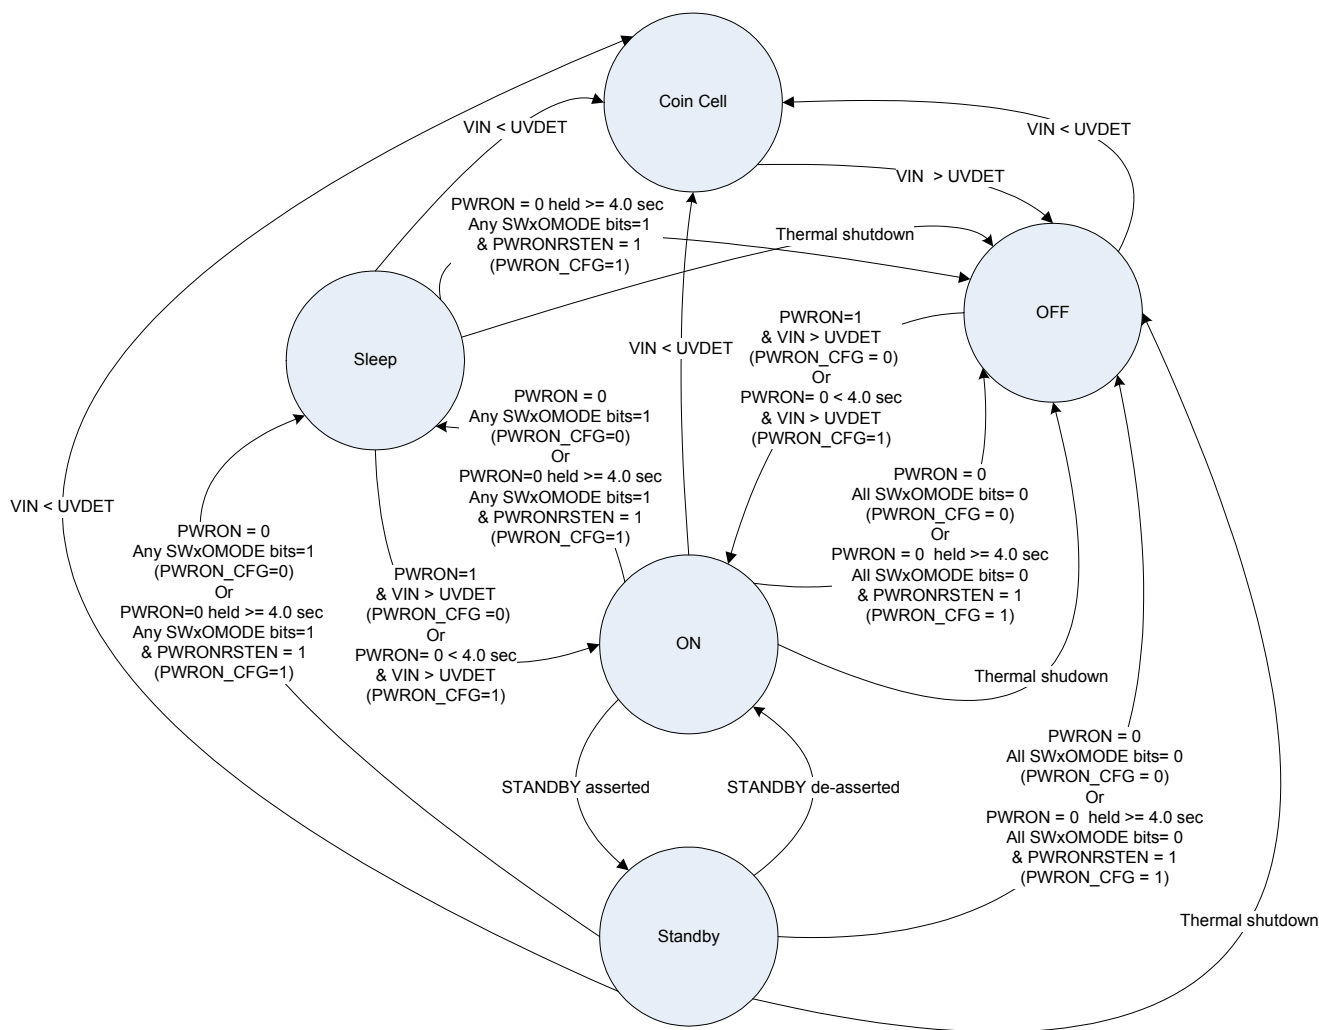 Coin Cell
VIN < UVDET
VIN < UVDET
VIN > UVDET
PWRON = 0 held >= 4.0 sec
Any SWxOMODE bits=1
& PWRONRSTEN = 1
(PWRON_CFG=1)
Thermal shutdown
OFF
Sleep
VIN < UVDET
PWRON=1
& VIN > UVDET
(PWRON_CFG = 0)
Or
PWRON= 0 < 4.0 sec
& VIN > UVDET
(PWRON_CFG=1)
PWRON = 0
Any SWxOMODE bits=1
(PWRON_CFG=0)
Or
PWRON=0 held >= 4.0 sec
Any SWxOMODE bits=1
& PWRONRSTEN = 1
(PWRON_CFG=1)
PWRON = 0
All SWxOMODE bits= 0
(PWRON_CFG = 0)
Or
PWRON = 0 held >= 4.0 sec
All SWxOMODE bits= 0
& PWRONRSTEN = 1
(PWRON_CFG = 1)
VIN < UVDET
PWRON = 0
Any SWxOMODE bits=1
(PWRON_CFG=0)
Or
PWRON=0 held >= 4.0 sec
Any SWxOMODE bits=1
& PWRONRSTEN = 1
(PWRON_CFG=1)
PWRON=1
& VIN > UVDET
(PWRON_CFG =0)
Or
PWRON= 0 < 4.0 sec
& VIN > UVDET
(PWRON_CFG=1)
ON
Thermal shudown
STANDBY asserted
STANDBY de-asserted
PWRON = 0
All SWxOMODE bits= 0
(PWRON_CFG = 0)
Or
PWRON = 0 held >= 4.0 sec
All SWxOMODE bits= 0
& PWRONRSTEN = 1
(PWRON_CFG = 1)
Standby
Thermal shutdown